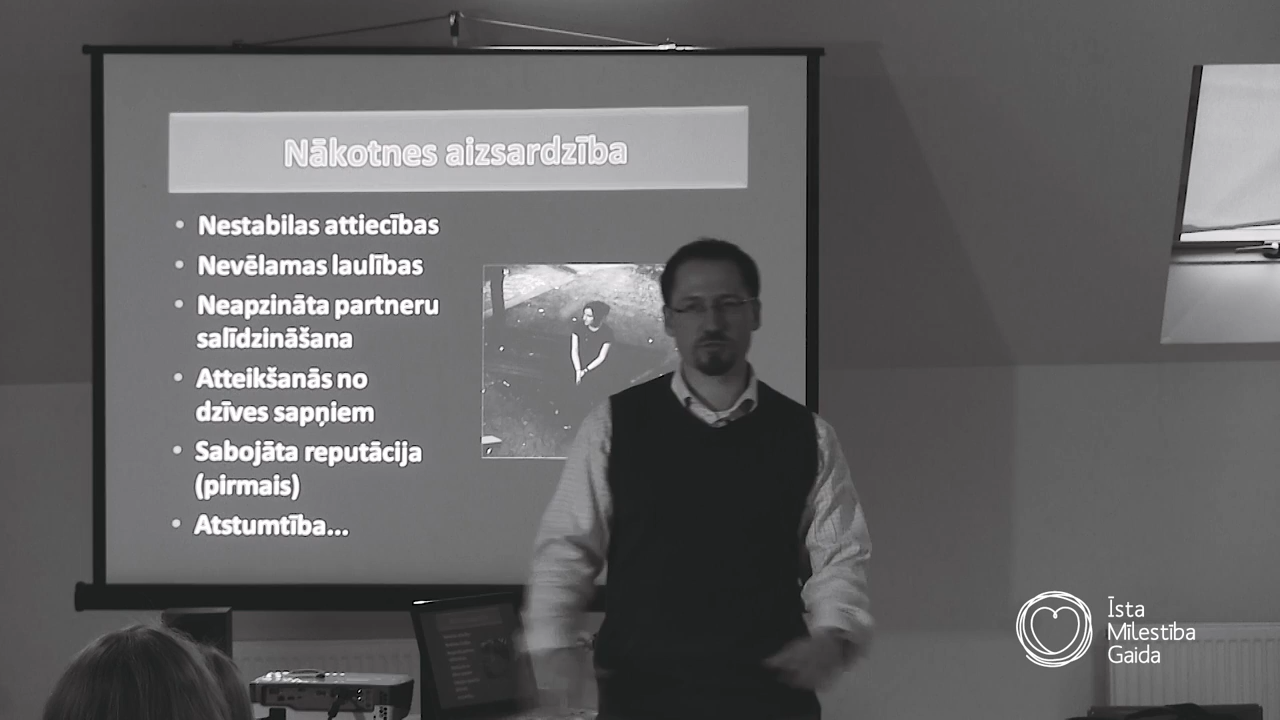 Nākotnes aizsardzība
• Nestabilas attiecības
• Nevēlamas laulības
• Neapzināta partneru
salīdzināšana
• Atteikšanās no
dzīves sapņiem
• Sabojāta reputācija
(pirmais)
• Atstumtība...
Īsta
Mīlestība
Gaida